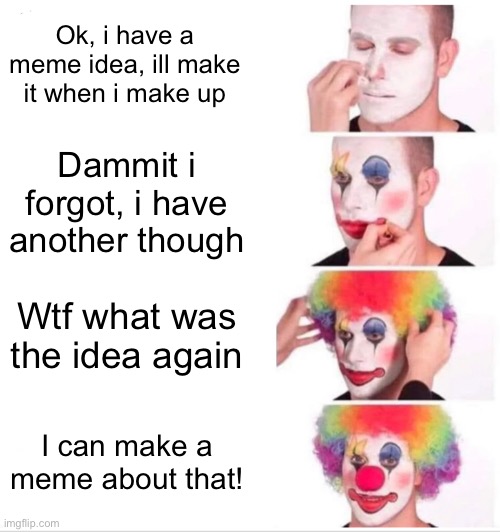 Ok, i have a
meme idea, ill make
it when i make up
Dammit i
forgot, i have
another though
Wtf what was
the idea again
I can make a
meme about that!
imgflip.com